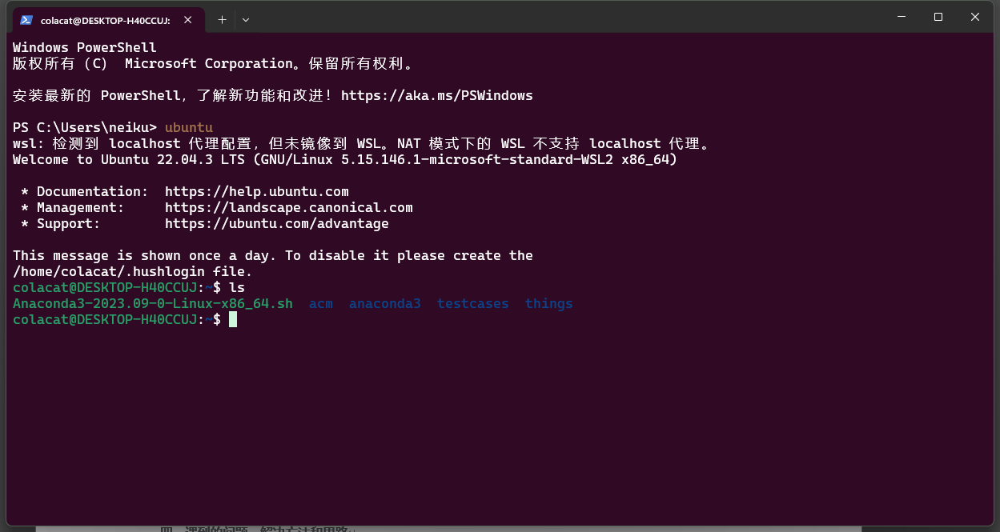 colacat@DESKTOP-H40CCUJ:
Windows PowerShell
版权所有 (C)  Microsoft Corporation。保留所有权利。
安装最新的 PowerShell，了解新功能和改进！https://aka.ms/PSWindows
PS C:\Users\neiku> ubuntu
wsl: 检测到 localhost 代理配置，但未镜像到 WSL。NAT 模式下的 WSL 不支持 localhost 代理。
Welcome to Ubuntu 22.04.3 LTS (GNU/Linux 5.15.146.1-microsoft-standard-WSL2 x86_64)
* Documentation:  https://help.ubuntu.com
* Management:     https://landscape.canonical.com
* Support:        https://ubuntu.com/advantage
This message is shown once a day. To disable it please create the
/home/colacat/.hushlogin file.
colacat@DESKTOP-H40CCUJ:~$ ls
Anaconda3-2023.09-0-Linux-x86_64.sh  acm  anaconda3  testcases  things
colacat@DESKTOP-H40CCUJ:~$